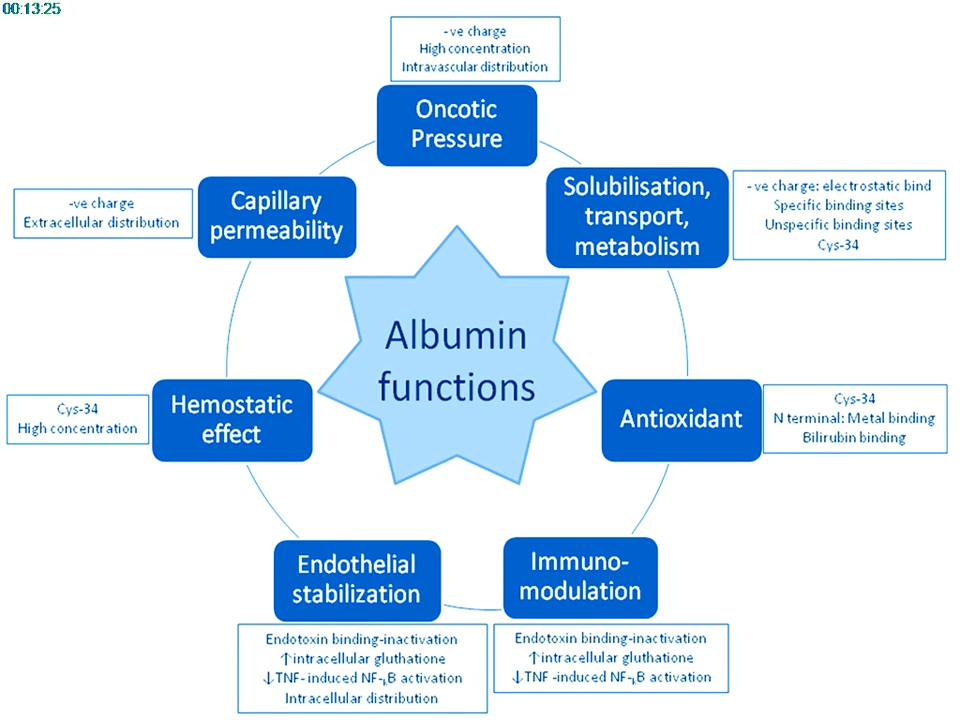 00:13:25
-ve charge
High concentration
Intravascular distribution
Oncotic
Pressure
Solubilisation,
transport,
metabolism
-ve charge: electrostatic bind
Specific binding sites
Unspecific binding sites
Cys-34
Capillary
permeability
-ve charge
Extracellular distribution
Albumin
functions
Hemostatic
effect
Cys-34
High concentration
Antioxidant
Cys-34
N terminal: Metal binding
Bilirubin binding
Endothelial
stabilization
Endotoxin binding-inactivation
↑intracellular gluthatione
↓TNF- induced NF-ƙB activation
Intracellular distribution
Immuno-
modulation
Endotoxin binding-inactivation
↑intracellular gluthatione
↓TNF -induced NF-ƙB activation